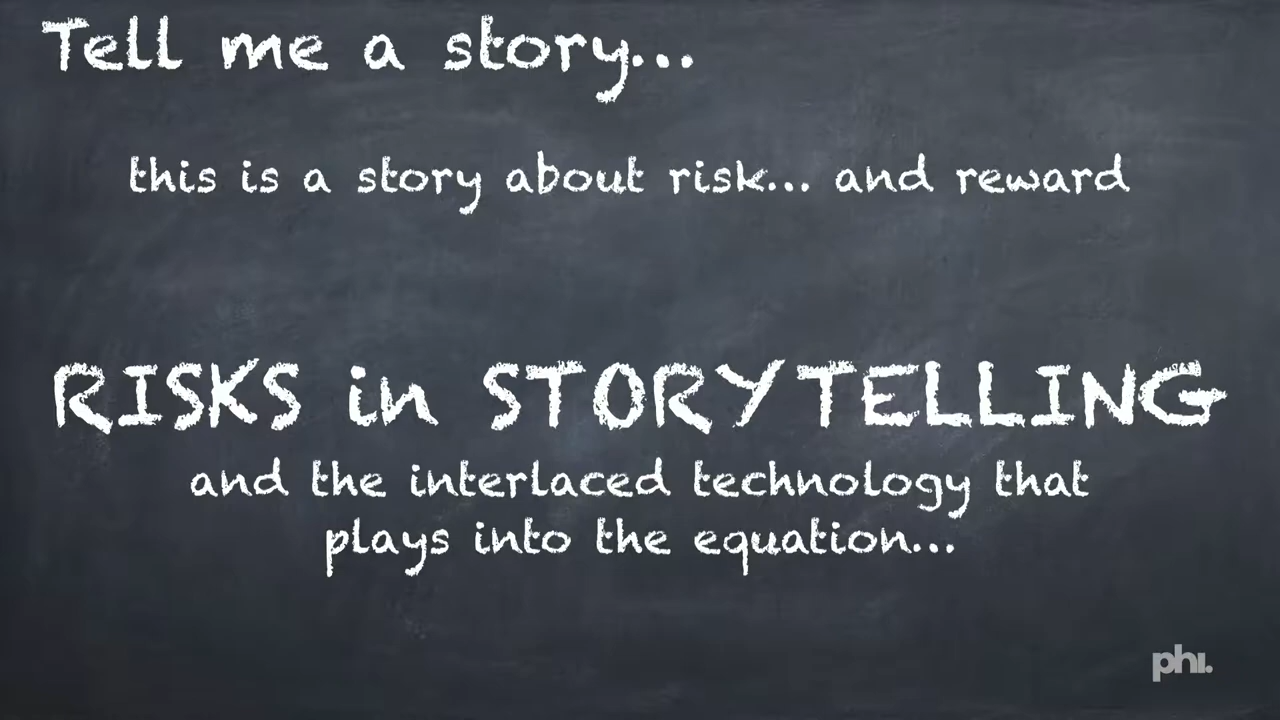 Tell me a story...
this is a story about risk... and reward
RISKS in STORYTELLING
and the interlaced technology that
plays into the equation...
phi.